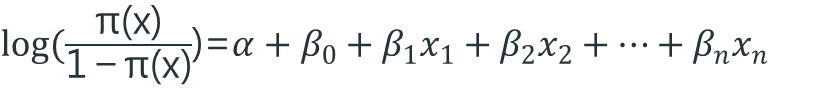 log(π(x)/(1 − π(x)))=α + β₀ + β₁x₁ + β₂x₂ + ⋯ + βₙxₙ